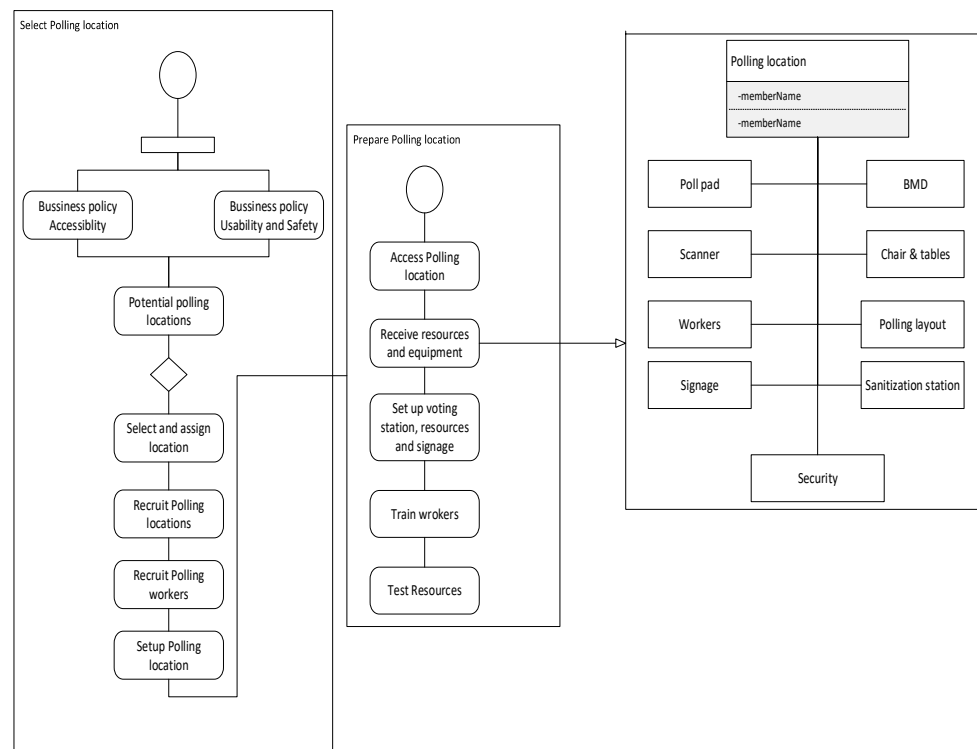 Select Polling location
Bussiness policy
Accessiblity
Bussiness policy
Usability and Safety
Potential polling
locations
Select and assign
location
Recruit Polling
locations
Recruit Polling
workers
Setup Polling
location
Prepare Polling location
Access Polling
location
Receive resources
and equipment
Set up voting
station, resources
and signage
Train wrokers
Test Resources
Polling location
-memberName
-memberName
Poll pad
BMD
Scanner
Chair & tables
Workers
Polling layout
Signage
Sanitization station
Security